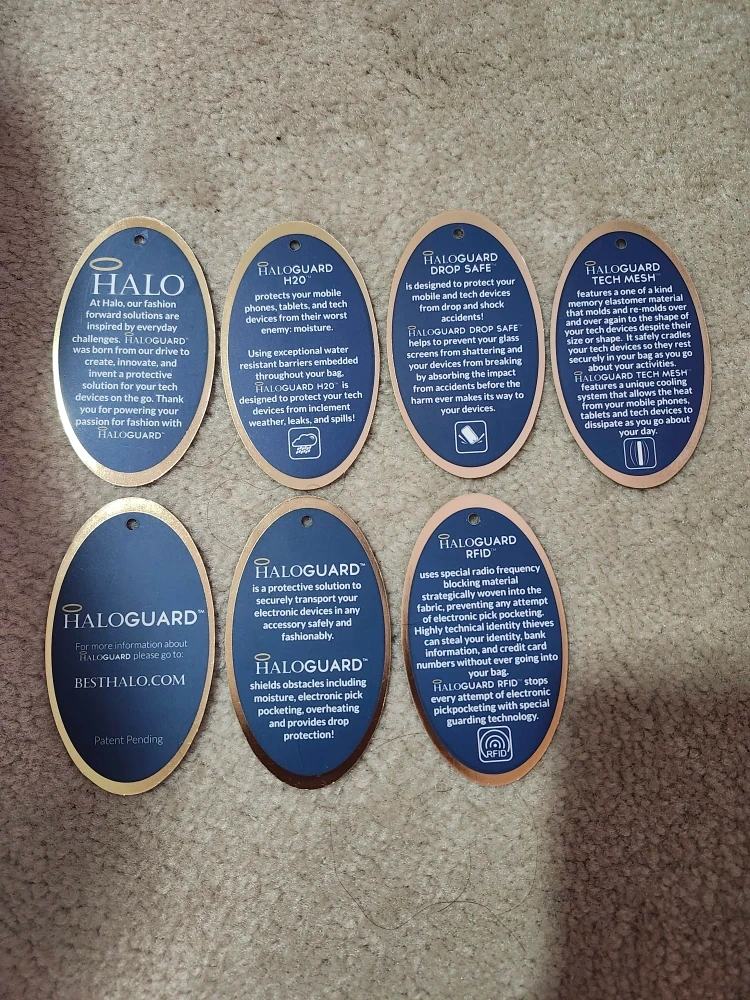 HALO
At Halo, our fashion
forward solutions are
inspired by everyday
challenges. HALOGUARD™
was born from our drive to
create, innovate, and
invent a protective
solution for your tech
devices on the go. Thank
you for powering your
passion for fashion with
HALOGUARD™
HALOGUARD
H20™
protects your mobile
phones, tablets, and tech
devices from their worst
enemy: moisture.
Using exceptional water
resistant barriers embedded
throughout your bag,
HALOGUARD H20™ is
designed to protect your tech
devices from inclement
weather, leaks, and spills!
HALOGUARD
DROP SAFE™
is designed to protect your
mobile and tech devices
from drop and shock
accidents!
HALOGUARD DROP SAFE™
helps to prevent your glass
screens from shattering and
your devices from breaking
by absorbing the impact
from accidents before the
harm ever makes its way to
your devices.
HALOGUARD
TECH MESH™
features a one of a kind
memory elastomer material
that molds and re-molds over
and over again to the shape of
your tech devices despite their
size or shape. It safely cradles
your tech devices so they rest
securely in your bag as you go
about your activities.
HALOGUARD TECH MESH™
features a unique cooling
system that allows the heat
from your mobile phones,
tablets and tech devices to
dissipate as you go about
your day.
HALOGUARD™
For more information about
HALOGUARD please go to:
BESTHALO.COM
Patent Pending
HALOGUARD™
is a protective solution to
securely transport your
electronic devices in any
accessory safely and
fashionably.
HALOGUARD™
shields obstacles including
moisture, electronic pick
pocketing, overheating
and provides drop
protection!
HALOGUARD
RFID™
uses special radio frequency
blocking material
strategically woven into the
fabric, preventing any attempt
of electronic pick pocketing.
Highly technical identity thieves
can steal your identity, bank
information, and credit card
numbers without ever going into
your bag.
HALOGUARD RFID™ stops
every attempt of electronic
pickpocketing with special
guarding technology.
RFID